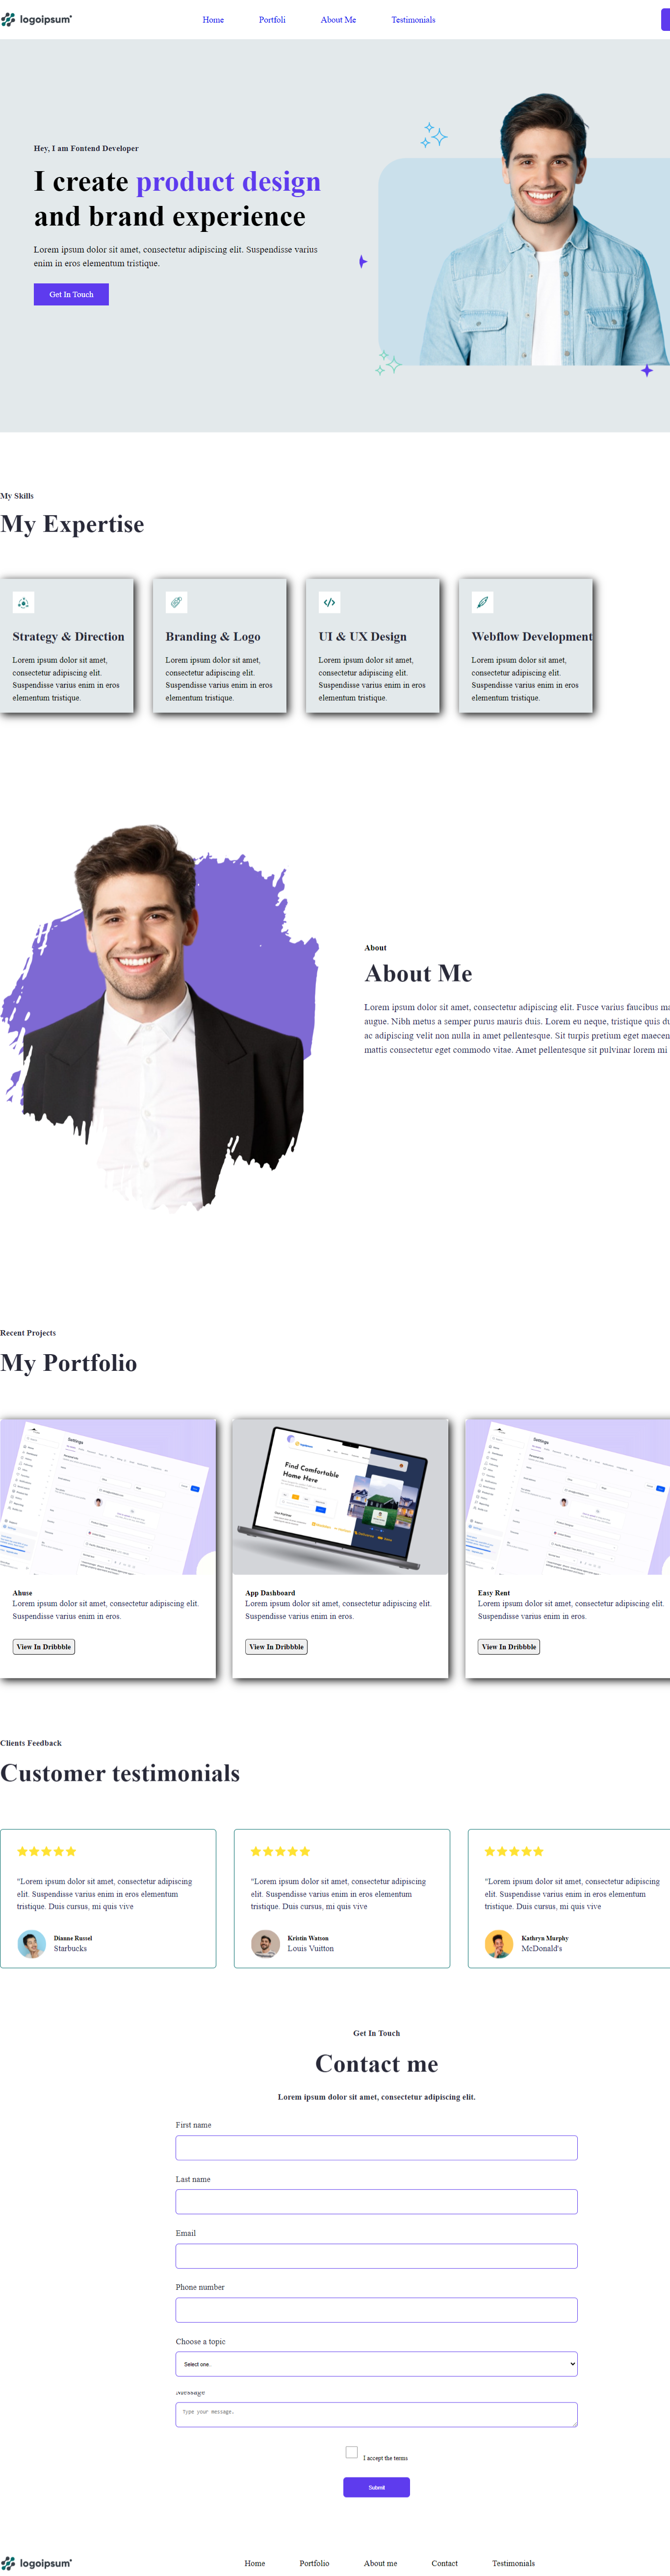 logoipsum
Home Portfoli About Me Testimonials
Hey, I am Fontend Developer
I create product design
and brand experience
Lorem ipsum dolor sit amet, consectetur adipiscing elit. Suspendisse varius
enim in eros elementum tristique.
Get In Touch
My Skills
My Expertise
Strategy & Direction
Lorem ipsum dolor sit amet,
consectetur adipiscing elit.
Suspendisse varius enim in eros
elementum tristique.
Branding & Logo
Lorem ipsum dolor sit amet,
consectetur adipiscing elit.
Suspendisse varius enim in eros
elementum tristique.
UI & UX Design
Lorem ipsum dolor sit amet,
consectetur adipiscing elit.
Suspendisse varius enim in eros
elementum tristique.
Webflow Development
Lorem ipsum dolor sit amet,
consectetur adipiscing elit.
Suspendisse varius enim in eros
elementum tristique.
About
About Me
Lorem ipsum dolor sit amet, consectetur adipiscing elit. Fusce varius faucibus ma
augue. Nibh metus a semper purus mauris duis. Lorem eu neque, tristique quis du
ac adipiscing velit non nulla in amet pellentesque. Sit turpis pretium eget maecen
mattis consectetur eget commodo vitae. Amet pellentesque sit pulvinar lorem mi
Recent Projects
My Portfolio
Settings
Find Comfortable
Home Here
Settings
Ahuse
Lorem ipsum dolor sit amet, consectetur adipiscing elit.
Suspendisse varius enim in eros.
View In Dribbble
App Dashboard
Lorem ipsum dolor sit amet, consectetur adipiscing elit.
Suspendisse varius enim in eros.
View In Dribbble
Easy Rent
Lorem ipsum dolor sit amet, consectetur adipiscing elit.
Suspendisse varius enim in eros.
View In Dribbble
Clients Feedback
Customer testimonials
"Lorem ipsum dolor sit amet, consectetur adipiscing
elit. Suspendisse varius enim in eros elementum
tristique. Duis cursus, mi quis vive
Dianne Russel
Starbucks
"Lorem ipsum dolor sit amet, consectetur adipiscing
elit. Suspendisse varius enim in eros elementum
tristique. Duis cursus, mi quis vive
Kristin Watson
Louis Vuitton
"Lorem ipsum dolor sit amet, consectetur adipiscing
elit. Suspendisse varius enim in eros elementum
tristique. Duis cursus, mi quis vive
Kathryn Murphy
McDonald's
Get In Touch
Contact me
Lorem ipsum dolor sit amet, consectetur adipiscing elit.
First name
Last name
Email
Phone number
Choose a topic
Select one.
Message
Type your message.
I accept the terms
Submit
logoipsum
Home Portfolio About me Contact Testimonials